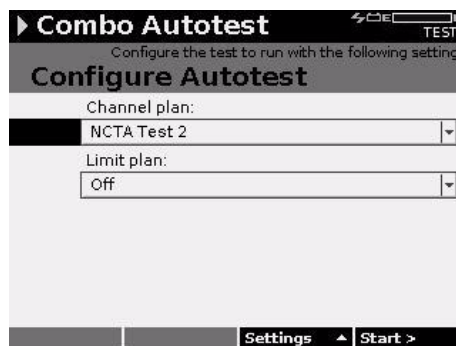 Combo Autotest
E
TEST
Configure the test to run with the following setting
Configure Autotest
Channel plan:
NCTA Test 2
Limit plan:
Off
Settings
Start >